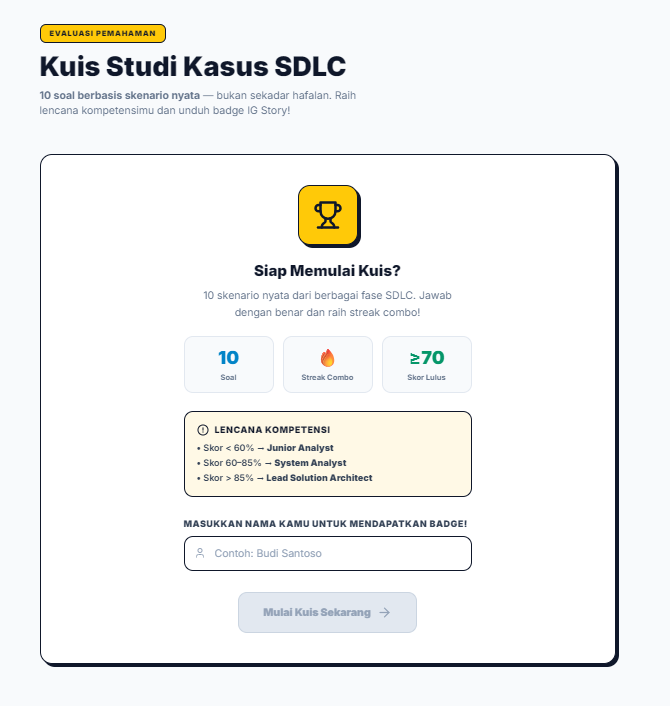 EVALUASI PEMAHAMAN
Kuis Studi Kasus SDLC
10 soal berbasis skenario nyata — bukan sekadar hafalan. Raih
lencana kompetensimu dan unduh badge IG Story!
Siap Memulai Kuis?
10 skenario nyata dari berbagai fase SDLC. Jawab
dengan benar dan raih streak combo!
10
Soal
🔥
Streak Combo
≥70
Skor Lulus
LENCANA KOMPETENSI
• Skor < 60% → Junior Analyst
• Skor 60–85% → System Analyst
• Skor > 85% → Lead Solution Architect
MASUKKAN NAMA KAMU UNTUK MENDAPATKAN BADGE!
Contoh: Budi Santoso
Mulai Kuis Sekarang →